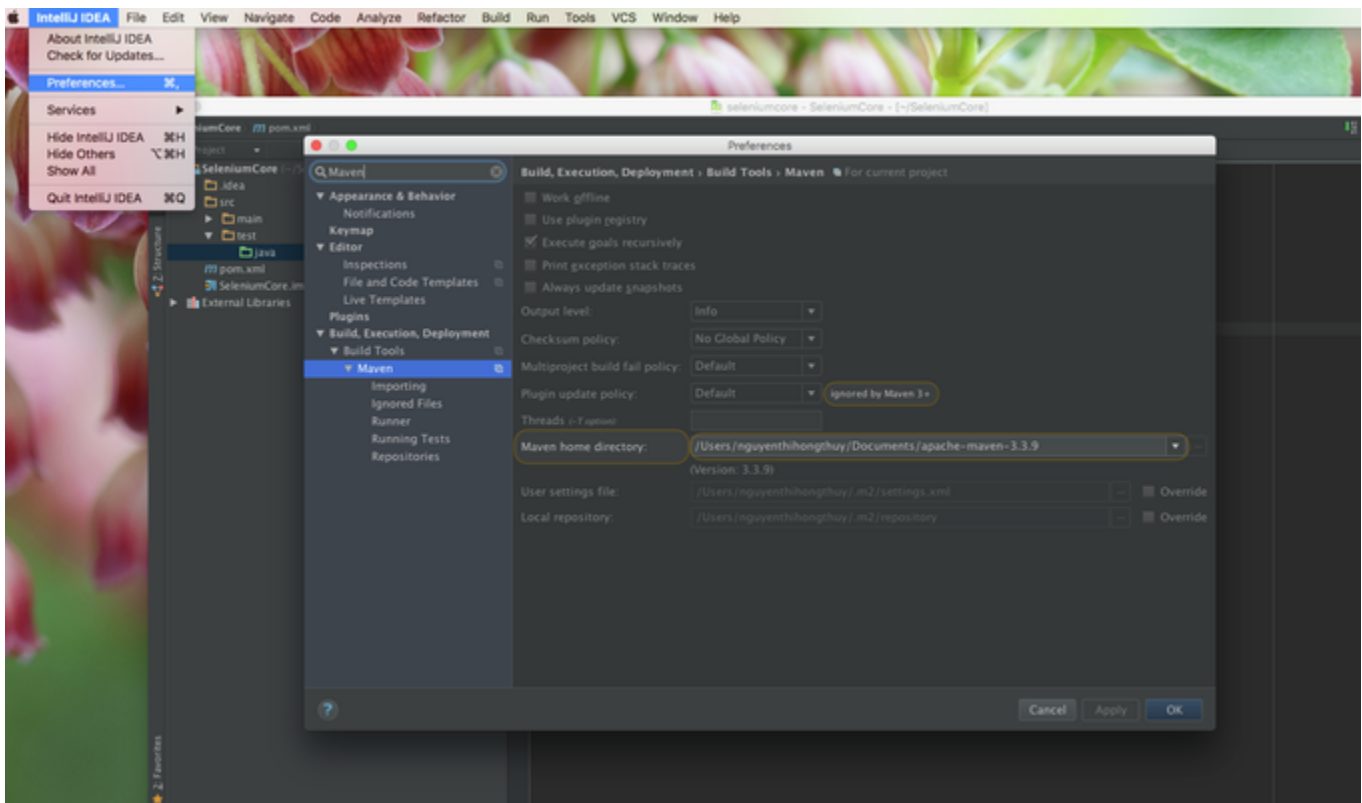 IntelliJ IDEA File Edit View Navigate Code Analyze Refactor Build Run Tools VCS Window Help
About IntelliJ IDEA
Check for Updates...
Preferences... ⌘,
Services
Hide IntelliJ IDEA ⌘H
Hide Others ⌥⌘H
Show All
Quit IntelliJ IDEA ⌘Q
seleniumcore - SeleniumCore - [~/SeleniumCore]
iumCore pom.xml
Project
SeleniumCore
.idea
src
main
test
java
pom.xml
SeleniumCore.im
External Libraries
Z: Structure
2: Favorites
Preferences
Maven
Appearance & Behavior
Notifications
Keymap
Editor
Inspections
File and Code Templates
Live Templates
Plugins
Build, Execution, Deployment
Build Tools
Maven
Importing
Ignored Files
Runner
Running Tests
Repositories
Build, Execution, Deployment › Build Tools › Maven For current project
Work offline
Use plugin registry
Execute goals recursively
Print exception stack traces
Always update snapshots
Output level: Info
Checksum policy: No Global Policy
Multiproject build fail policy: Default
Plugin update policy: Default ignored by Maven 3+
Threads (-T option):
Maven home directory: /Users/nguyenthihongthuy/Documents/apache-maven-3.3.9
(Version: 3.3.9)
User settings file: /Users/nguyenthihongthuy/.m2/settings.xml Override
Local repository: /Users/nguyenthihongthuy/.m2/repository Override
? Cancel Apply OK